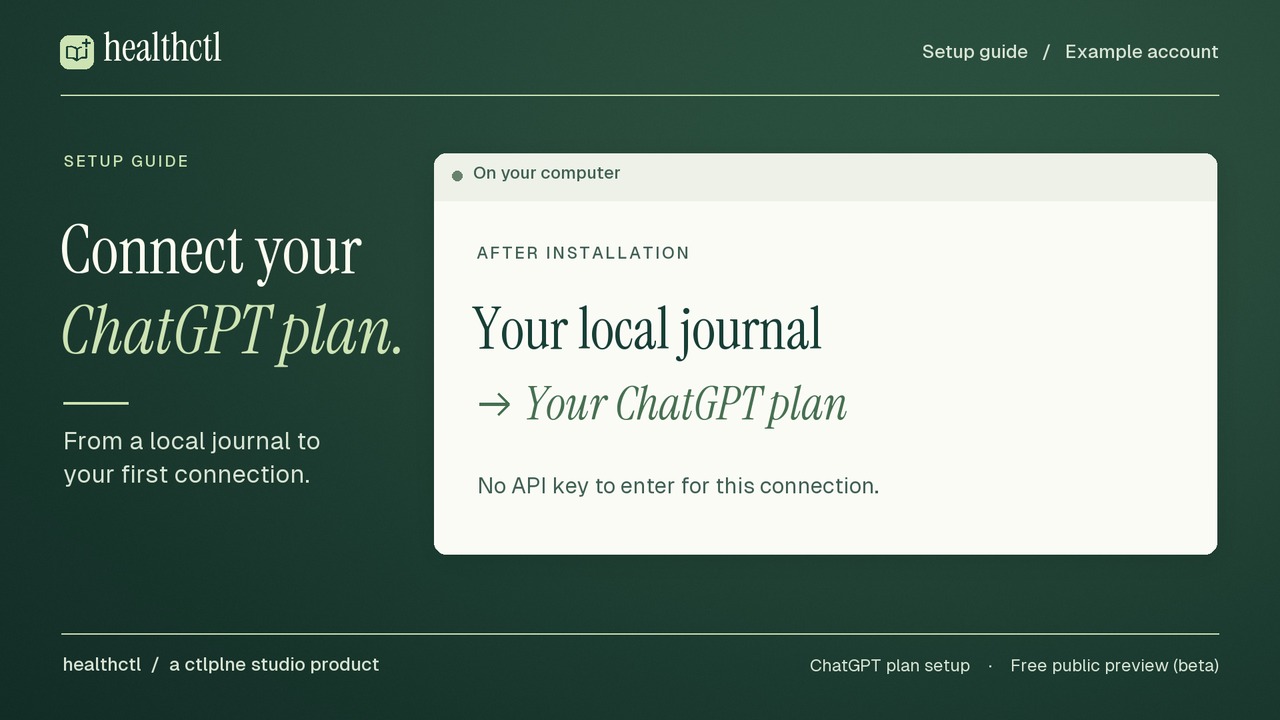 healthctl
Setup guide / Example account
SETUP GUIDE
Connect your
ChatGPT plan.
From a local journal to
your first connection.
On your computer
AFTER INSTALLATION
Your local journal
→ Your ChatGPT plan
No API key to enter for this connection.
healthctl / a ctlplne studio product
ChatGPT plan setup · Free public preview (beta)